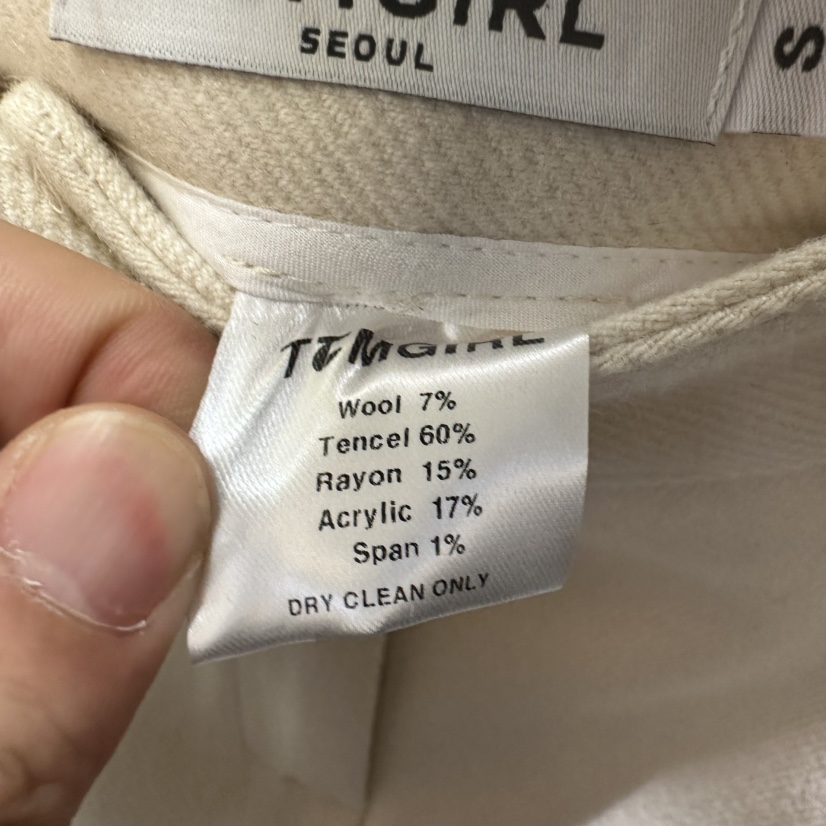 SEOUL
S
Wool 7%
Tencel 60%
Rayon 15%
Acrylic 17%
Span 1%
DRY CLEAN ONLY